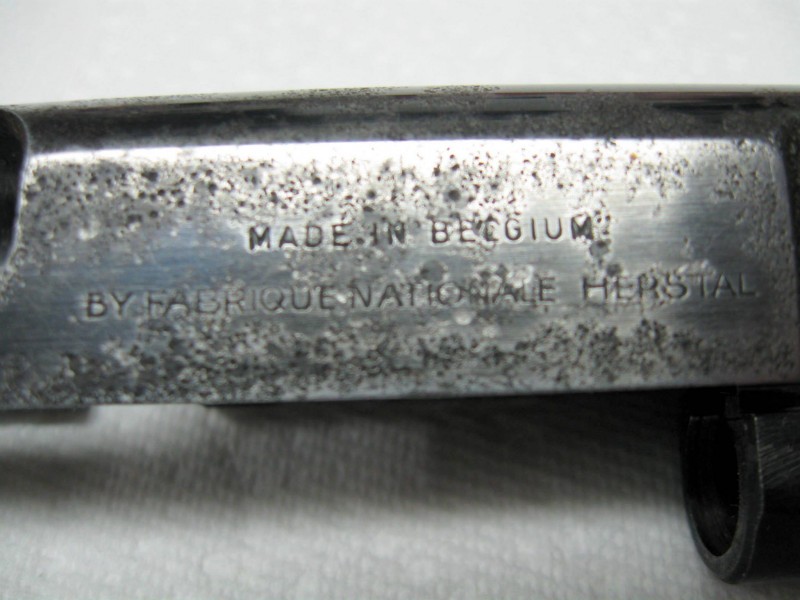 MADE IN BELGIUM
BY FABRIQUE NATIONALE HERSTAL